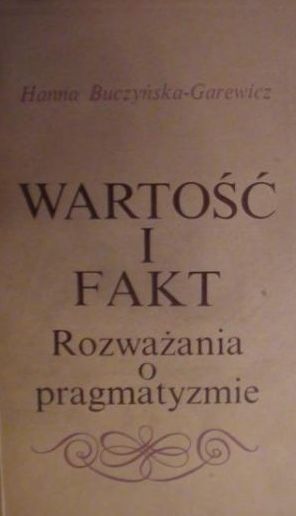 Hanna Buczyńska-Garewicz
WARTOŚĆ
I
FAKT
Rozważania
o
pragmatyzmie